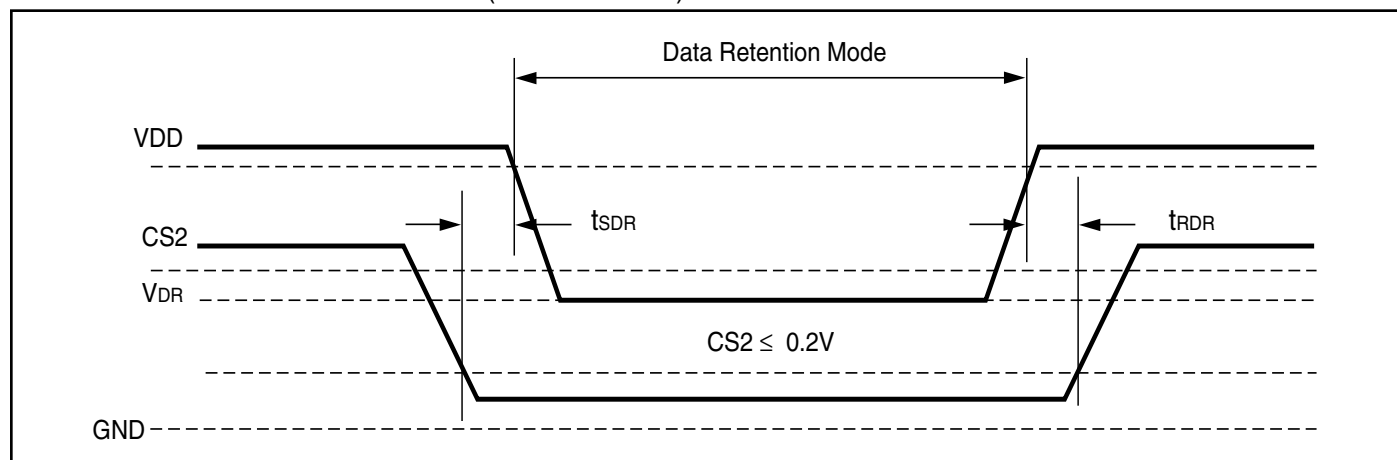 Data Retention Mode
VDD
tSDR
tRDR
CS2
VDR
CS2 ≤ 0.2V
GND